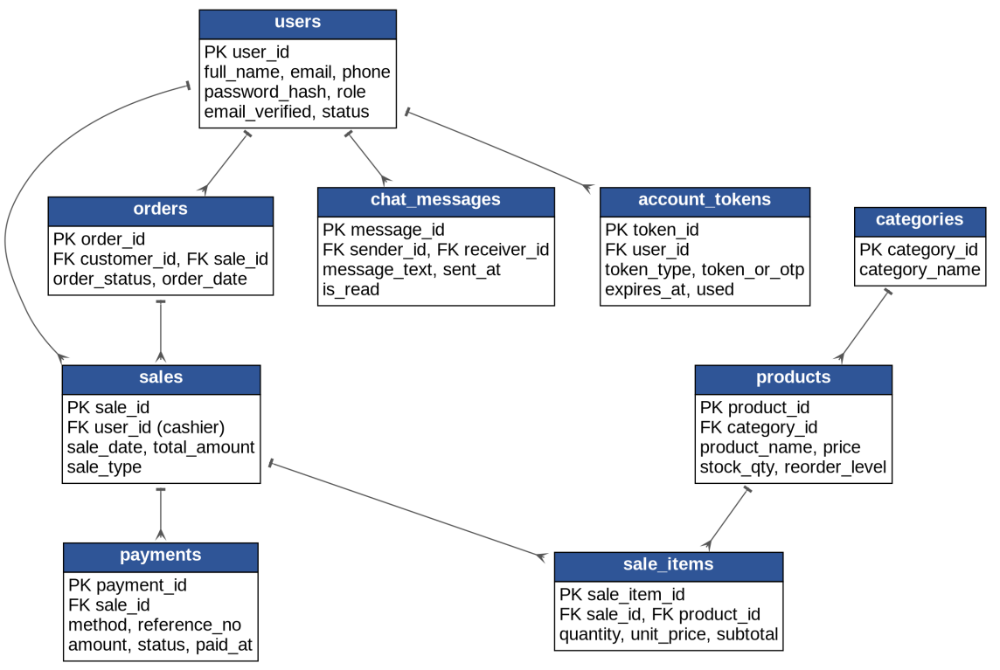 users
PK user_id
full_name, email, phone
password_hash, role
email_verified, status
orders
PK order_id
FK customer_id, FK sale_id
order_status, order_date
chat_messages
PK message_id
FK sender_id, FK receiver_id
message_text, sent_at
is_read
account_tokens
PK token_id
FK user_id
token_type, token_or_otp
expires_at, used
categories
PK category_id
category_name
sales
PK sale_id
FK user_id (cashier)
sale_date, total_amount
sale_type
products
PK product_id
FK category_id
product_name, price
stock_qty, reorder_level
payments
PK payment_id
FK sale_id
method, reference_no
amount, status, paid_at
sale_items
PK sale_item_id
FK sale_id, FK product_id
quantity, unit_price, subtotal